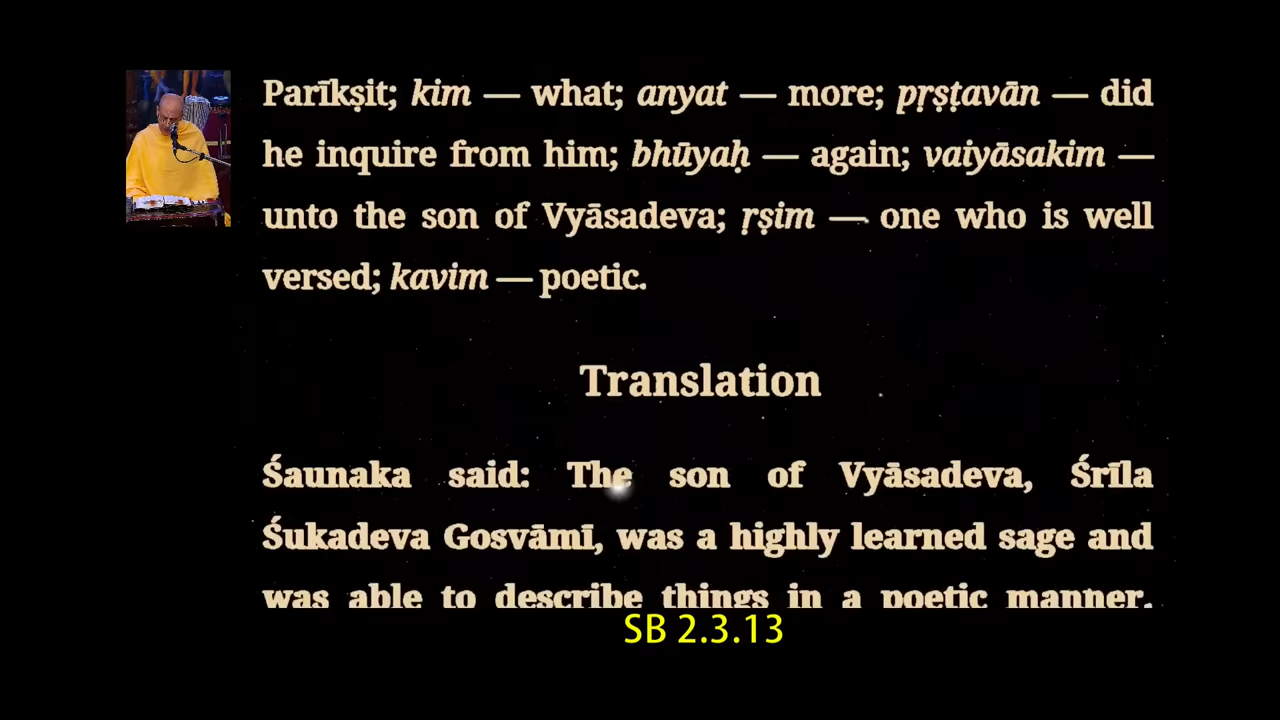 Parīkṣit; kim — what; anyat — more; pṛṣṭavān — did
he inquire from him; bhūyaḥ — again; vaiyāsakim —
unto the son of Vyāsadeva; ṛṣim — one who is well
versed; kavim — poetic.
Translation
Śaunaka said: The son of Vyāsadeva, Śrīla
Śukadeva Gosvāmī, was a highly learned sage and
was able to describe things in a poetic manner.
SB 2.3.13